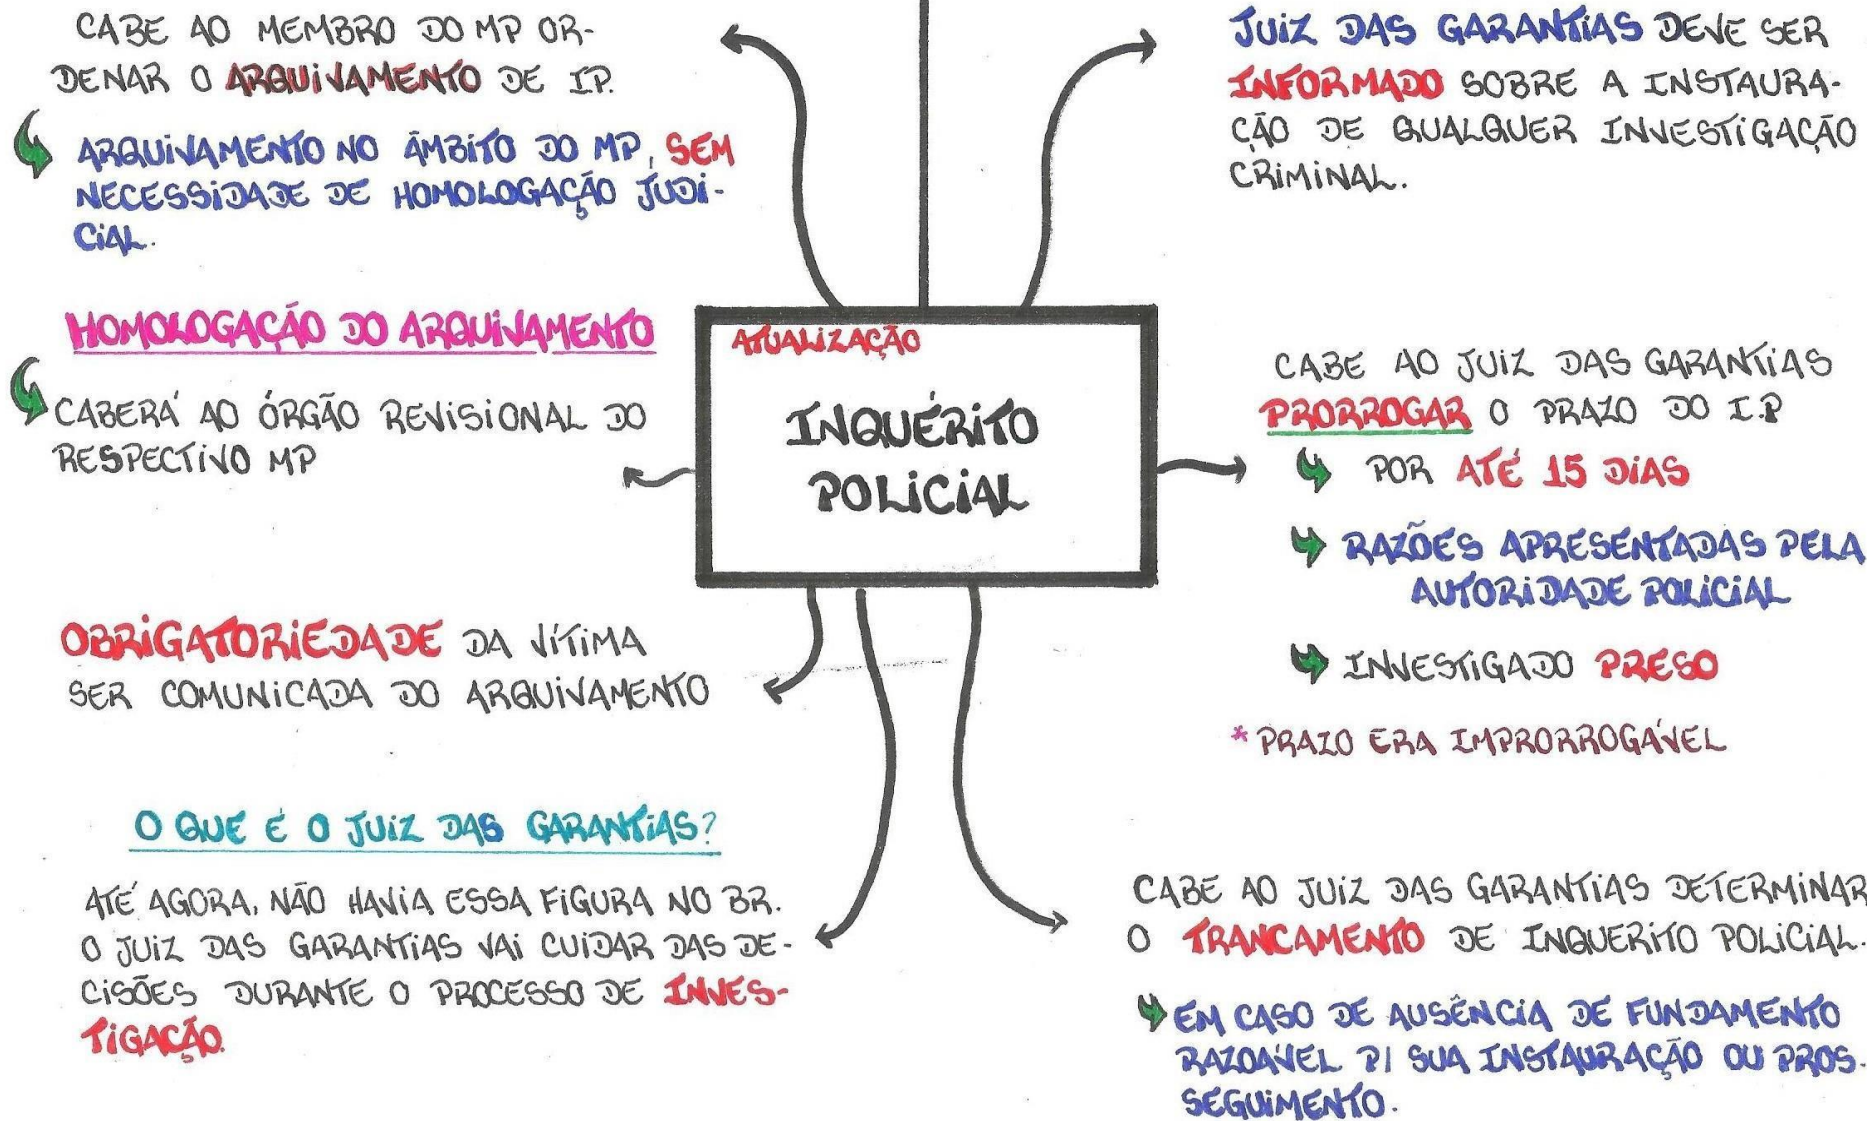 CABE AO MEMBRO DO MP OR-
DENAR O ARQUIVAMENTO DE IP.
ARQUIVAMENTO NO ÂMBITO DO MP, SEM
NECESSIDADE DE HOMOLOGAÇÃO JUDI-
CIAL.
HOMOLOGAÇÃO DO ARQUIVAMENTO
CABERÁ AO ÓRGÃO REVISIONAL DO
RESPECTIVO MP
OBRIGATORIEDADE DA VÍTIMA
SER COMUNICADA DO ARQUIVAMENTO
O QUE É O JUIZ DAS GARANTIAS?
ATÉ AGORA, NÃO HAVIA ESSA FIGURA NO BR.
O JUIZ DAS GARANTIAS VAI CUIDAR DAS DE-
CISÕES DURANTE O PROCESSO DE INVES-
TIGAÇÃO.
ATUALIZAÇÃO
INQUÉRITO
POLICIAL
JUIZ DAS GARANTIAS DEVE SER
INFORMADO SOBRE A INSTAURA-
ÇÃO DE QUALQUER INVESTIGAÇÃO
CRIMINAL.
CABE AO JUIZ DAS GARANTIAS
PRORROGAR O PRAZO DO I.P
POR ATÉ 15 DIAS
RAZÕES APRESENTADAS PELA
AUTORIDADE POLICIAL
INVESTIGADO PRESO
* PRAZO ERA IMPRORROGÁVEL
CABE AO JUIZ DAS GARANTIAS DETERMINAR
O TRANCAMENTO DE INQUERITO POLICIAL.
EM CASO DE AUSÊNCIA DE FUNDAMENTO
RAZOÁVEL P/ SUA INSTAURAÇÃO OU PROS-
SEGUIMENTO.